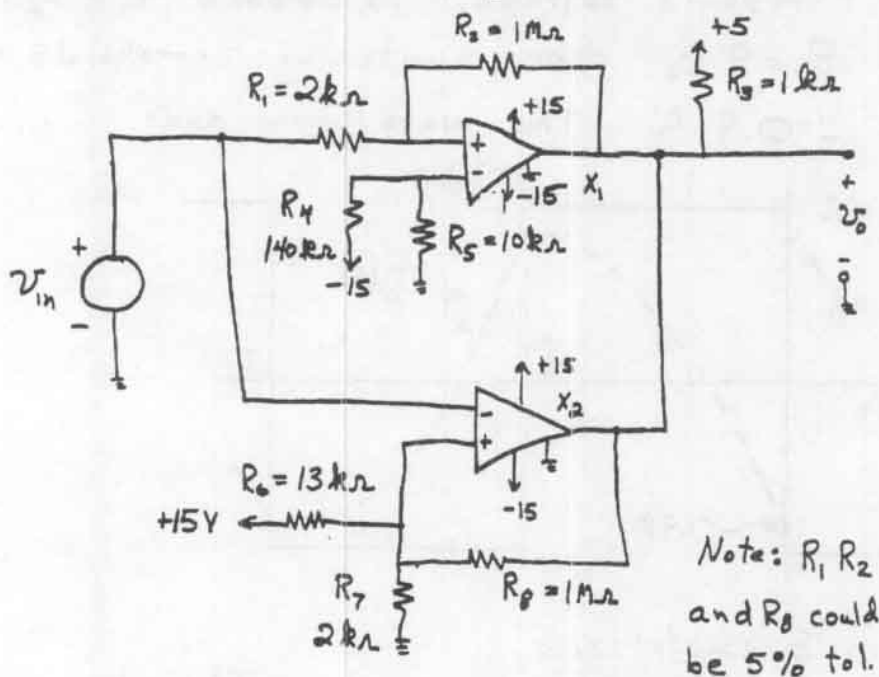 R₂ = 1MΩ
+5
R₁ = 2kΩ
R₃ = 1kΩ
+15
+
-
-15
X₁
R₄
140kΩ
-15
R₅ = 10kΩ
+
v₀
-
+
v_in
-
+15
X₂
-
+
-15
R₆ = 13kΩ
+15V
R₇
2kΩ
R₈ = 1MΩ
Note: R₁ R₂
and R₈ could
be 5% tol.